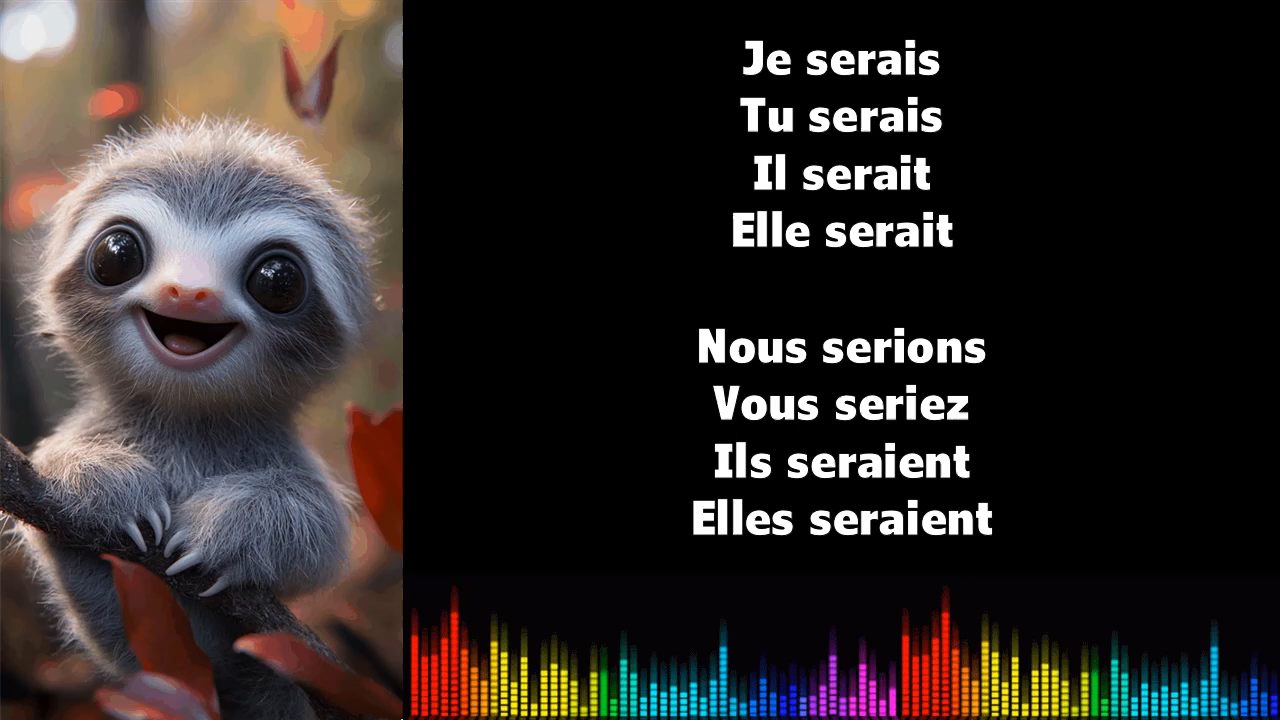 Je serais
Tu serais
Il serait
Elle serait
Nous serions
Vous seriez
Ils seraient
Elles seraient